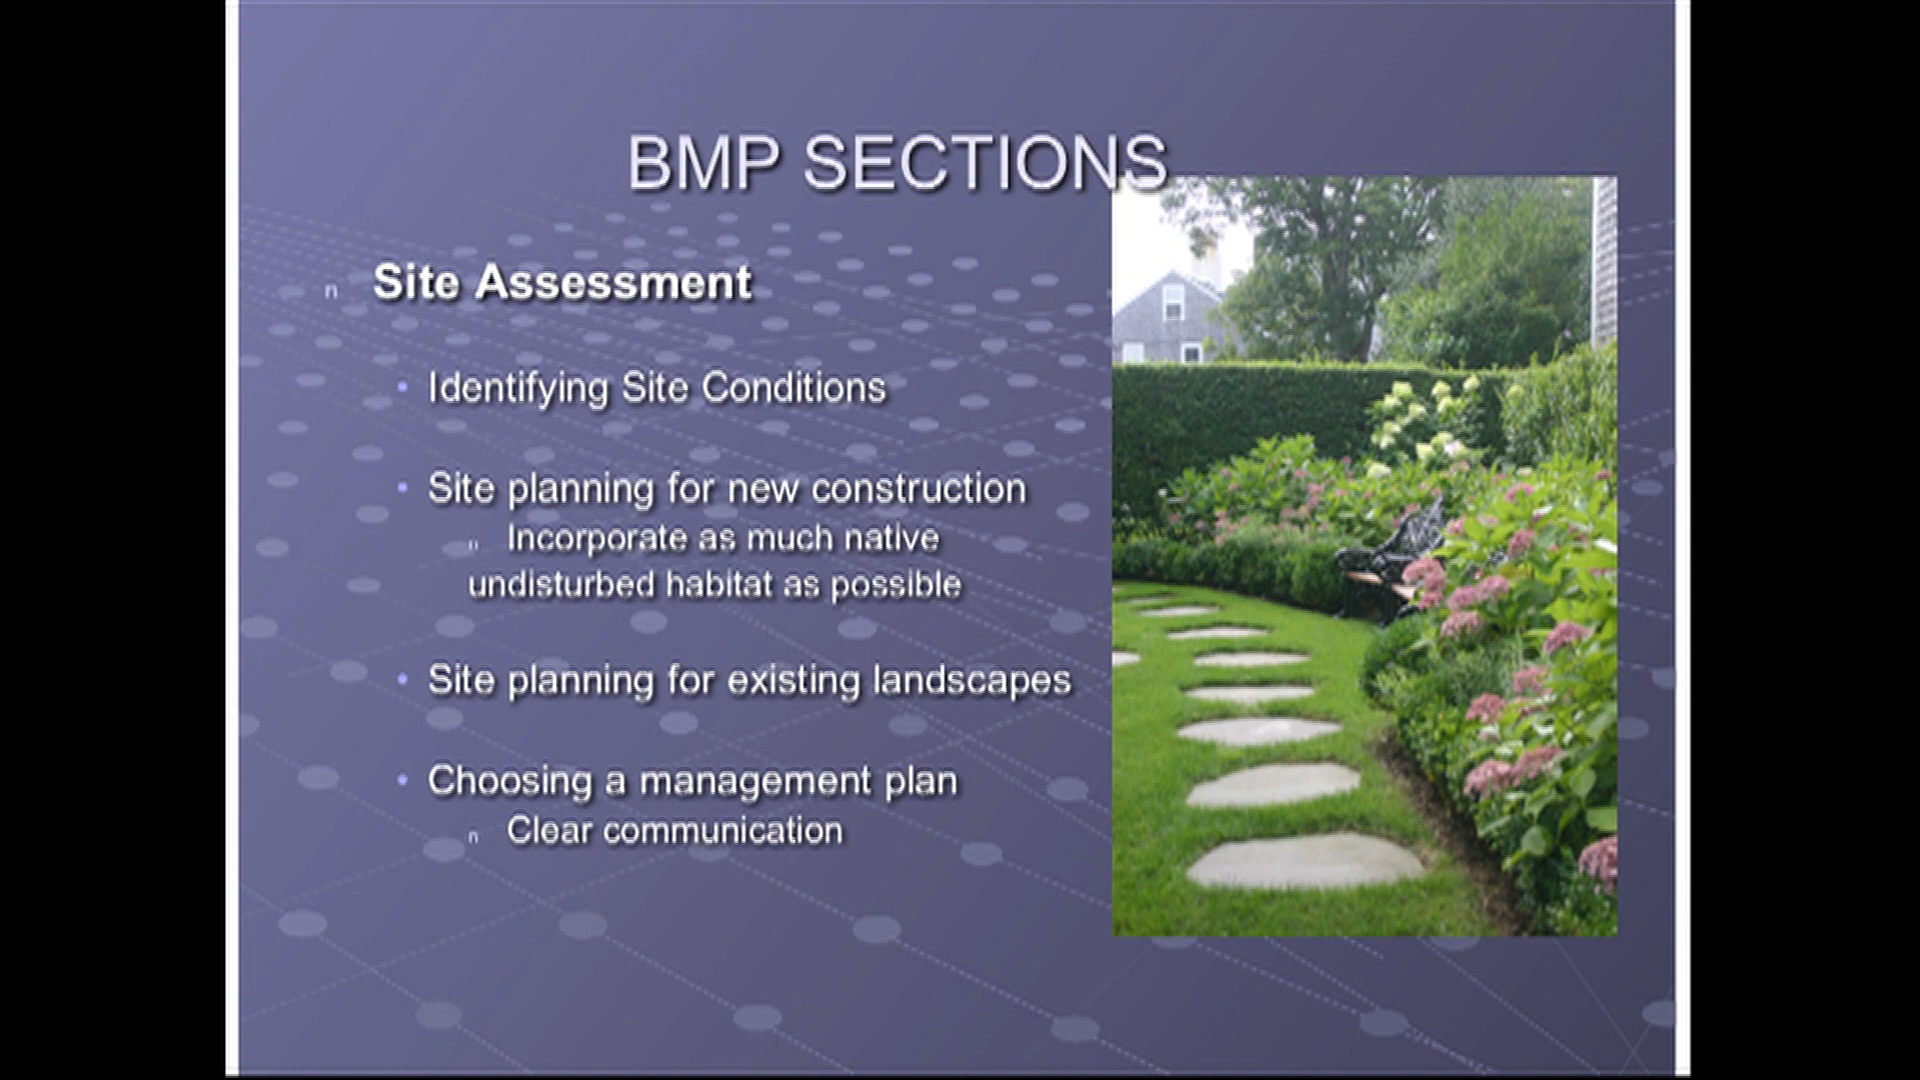 BMP SECTIONS
n Site Assessment
• Identifying Site Conditions
• Site planning for new construction
n Incorporate as much native
undisturbed habitat as possible
• Site planning for existing landscapes
• Choosing a management plan
n Clear communication